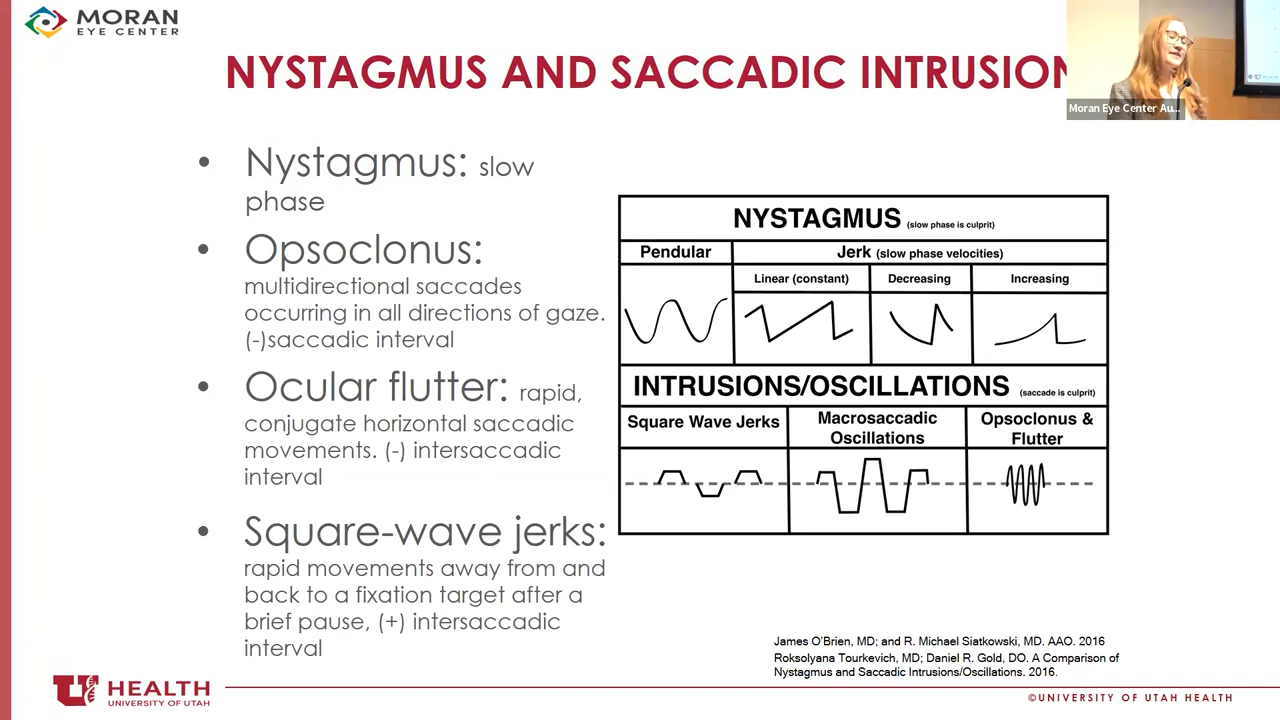 MORAN
EYE CENTER
NYSTAGMUS AND SACCADIC INTRUSION
Moran Eye Center Au...
• Nystagmus: slow
phase
• Opsoclonus:
multidirectional saccades
occurring in all directions of gaze.
(-)saccadic interval
• Ocular flutter: rapid,
conjugate horizontal saccadic
movements. (-) intersaccadic
interval
• Square-wave jerks:
rapid movements away from and
back to a fixation target after a
brief pause, (+) intersaccadic
interval
NYSTAGMUS (slow phase is culprit)
Pendular
Jerk (slow phase velocities)
Linear (constant)
Decreasing
Increasing
INTRUSIONS/OSCILLATIONS (saccade is culprit)
Square Wave Jerks
Macrosaccadic
Oscillations
Opsoclonus &
Flutter
James O'Brien, MD; and R. Michael Siatkowski, MD. AAO. 2016
Roksolyana Tourkevich, MD; Daniel R. Gold, DO. A Comparison of
Nystagmus and Saccadic Intrusions/Oscillations. 2016.
U HEALTH
UNIVERSITY OF UTAH
©UNIVERSITY OF UTAH HEALTH